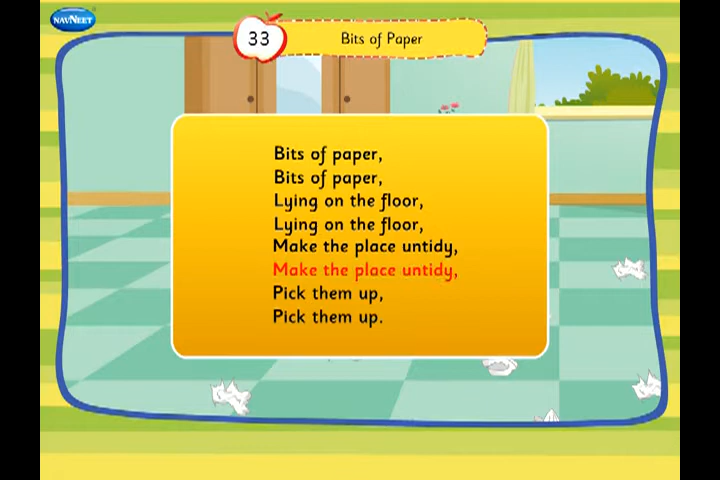 NAVNEET
33
Bits of Paper
Bits of paper,
Bits of paper,
Lying on the floor,
Lying on the floor,
Make the place untidy,
Make the place untidy,
Pick them up,
Pick them up.